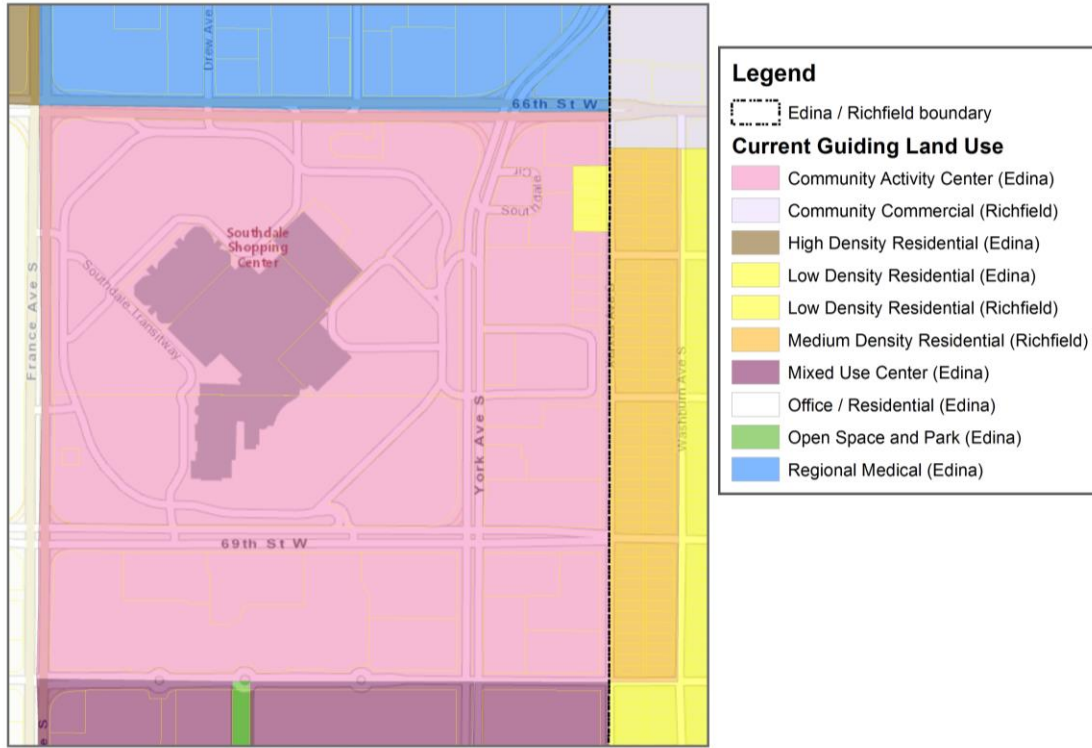 Drew Ave S
66th St W
Southdale
Shopping
Center
Southdale Transitway
France Ave S
York Ave S
Washburn Ave S
69th St W
e S
Legend
Edina / Richfield boundary
Current Guiding Land Use
Community Activity Center (Edina)
Community Commercial (Richfield)
High Density Residential (Edina)
Low Density Residential (Edina)
Low Density Residential (Richfield)
Medium Density Residential (Richfield)
Mixed Use Center (Edina)
Office / Residential (Edina)
Open Space and Park (Edina)
Regional Medical (Edina)